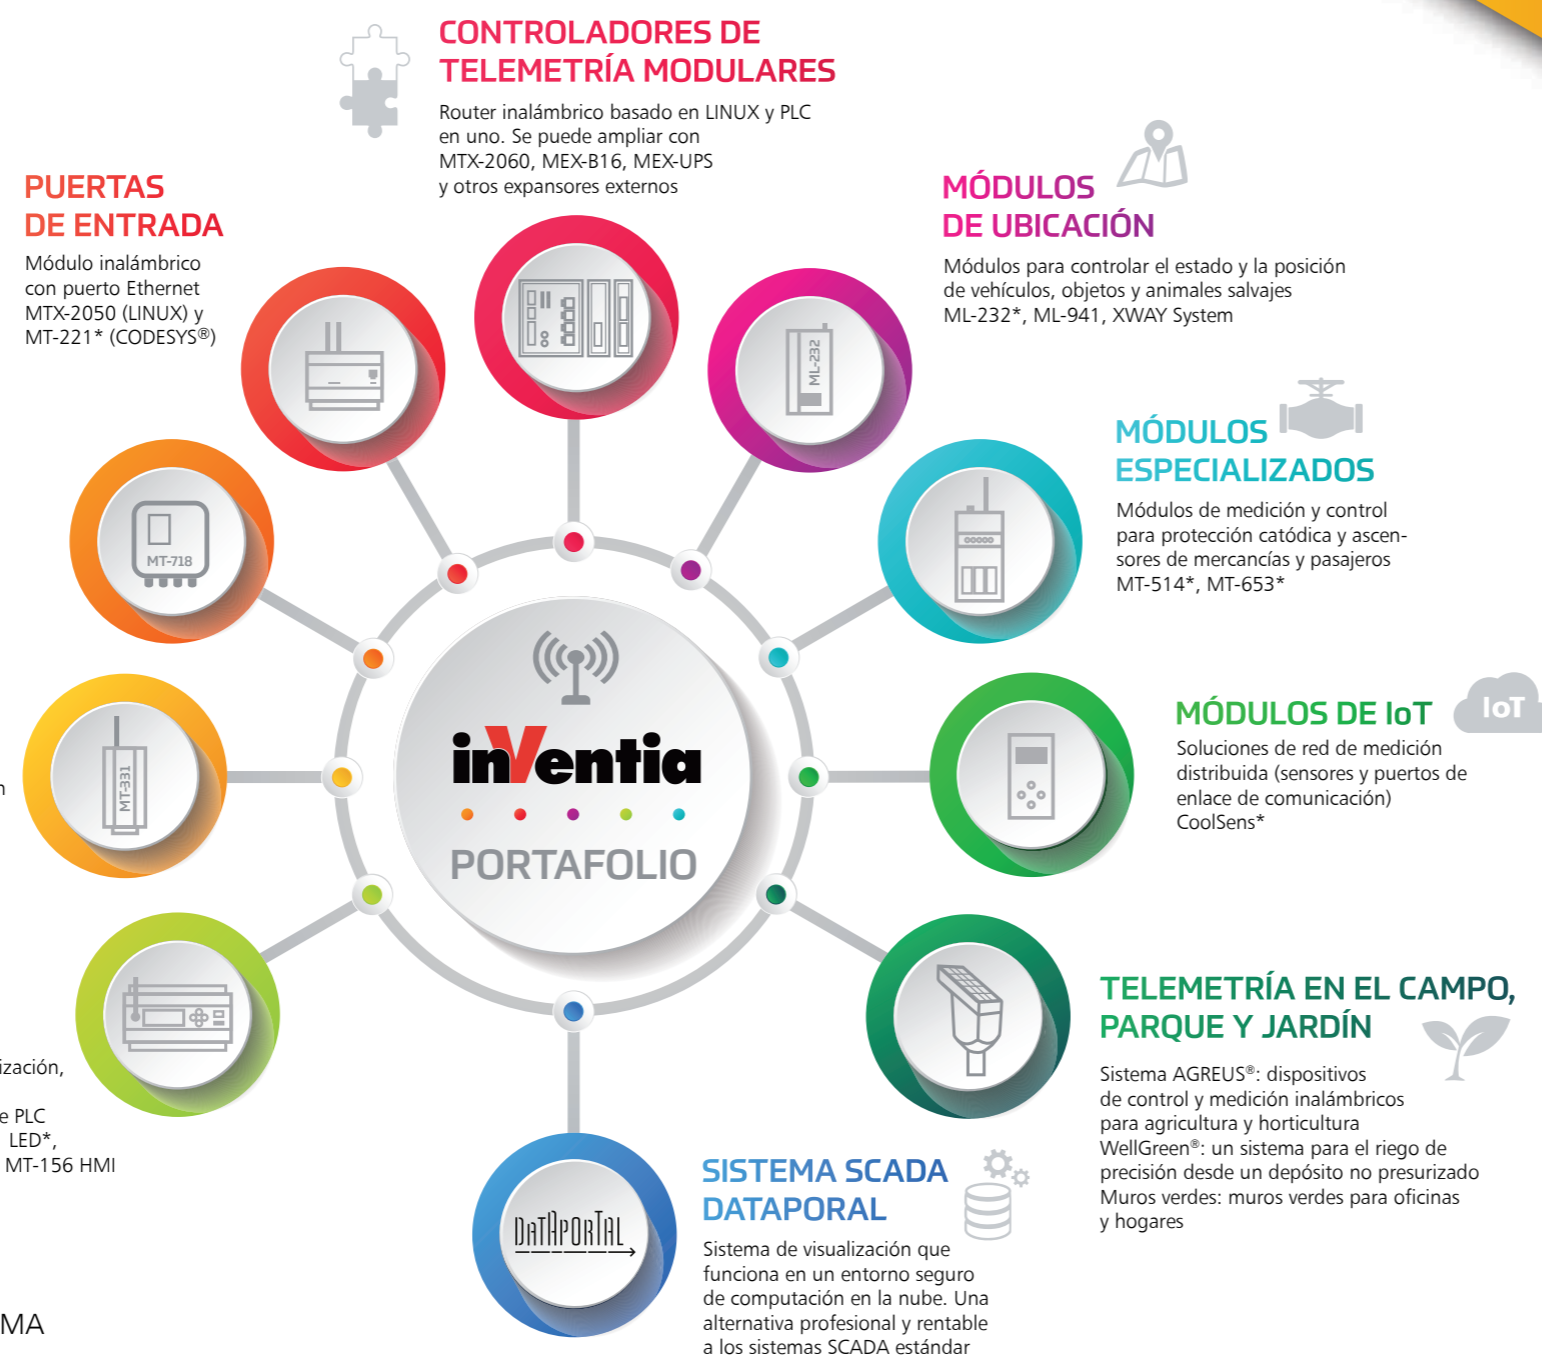 CONTROLADORES DE
TELEMETRÍA MODULARES
Router inalámbrico basado en LINUX y PLC
en uno. Se puede ampliar con
MTX-2060, MEX-B16, MEX-UPS
y otros expansores externos
PUERTAS
DE ENTRADA
Módulo inalámbrico
con puerto Ethernet
MTX-2050 (LINUX) y
MT-221* (CODESYS®)
MÓDULOS
DE UBICACIÓN
Módulos para controlar el estado y la posición
de vehículos, objetos y animales salvajes
ML-232*, ML-941, XWAY System
ML-232
MÓDULOS
ESPECIALIZADOS
Módulos de medición y control
para protección catódica y ascen-
sores de mercancías y pasajeros
MT-514*, MT-653*
MT-718
MT-331
inVentia
PORTAFOLIO
MÓDULOS DE IoT
IoT
Soluciones de red de medición
distribuida (sensores y puertos de
enlace de comunicación)
CoolSens*
n
TELEMETRÍA EN EL CAMPO,
PARQUE Y JARDÍN
Sistema AGREUS®: dispositivos
de control y medición inalámbricos
para agricultura y horticultura
WellGreen®: un sistema para el riego de
precisión desde un depósito no presurizado
Muros verdes: muros verdes para oficinas
y hogares
ización,
e PLC
LED*,
MT-156 HMI
DATAPORTAL
SISTEMA SCADA
DATAPORAL
Sistema de visualización que
funciona en un entorno seguro
de computación en la nube. Una
alternativa profesional y rentable
a los sistemas SCADA estándar
MA